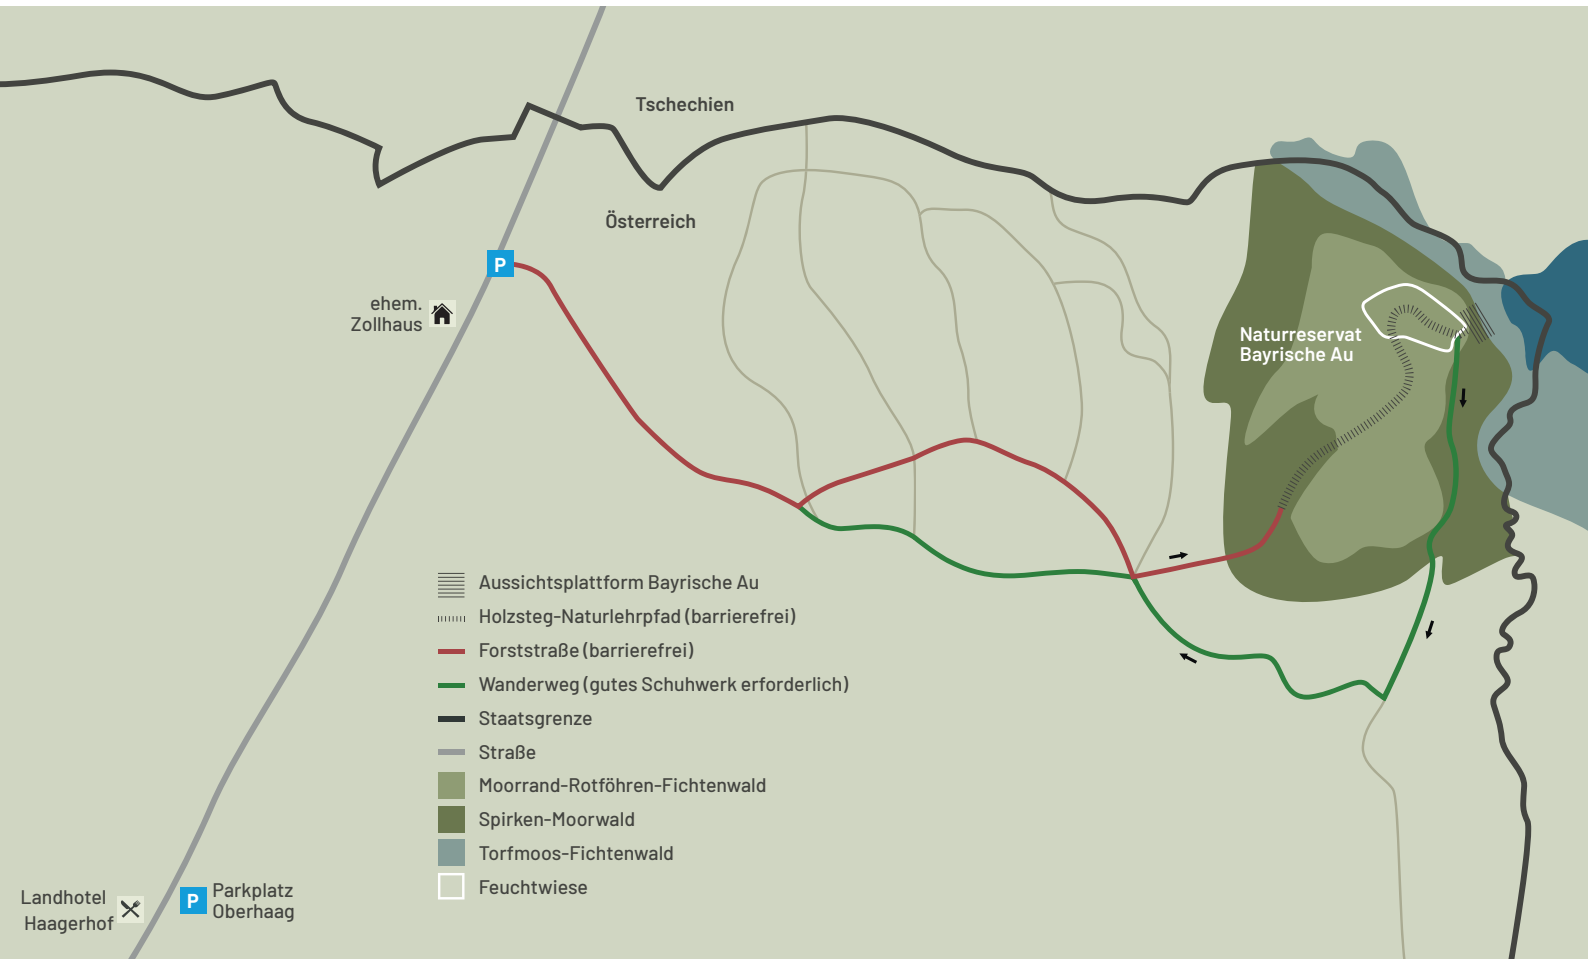 Tschechien
Österreich
P
ehem.
Zollhaus
Naturreservat
Bayrische Au
Aussichtsplattform Bayrische Au
Holzsteg-Naturlehrpfad (barrierefrei)
Forststraße (barrierefrei)
Wanderweg (gutes Schuhwerk erforderlich)
Staatsgrenze
Straße
Moorrand-Rotföhren-Fichtenwald
Spirken-Moorwald
Torfmoos-Fichtenwald
Feuchtwiese
Landhotel
Haagerhof
P
Parkplatz
Oberhaag